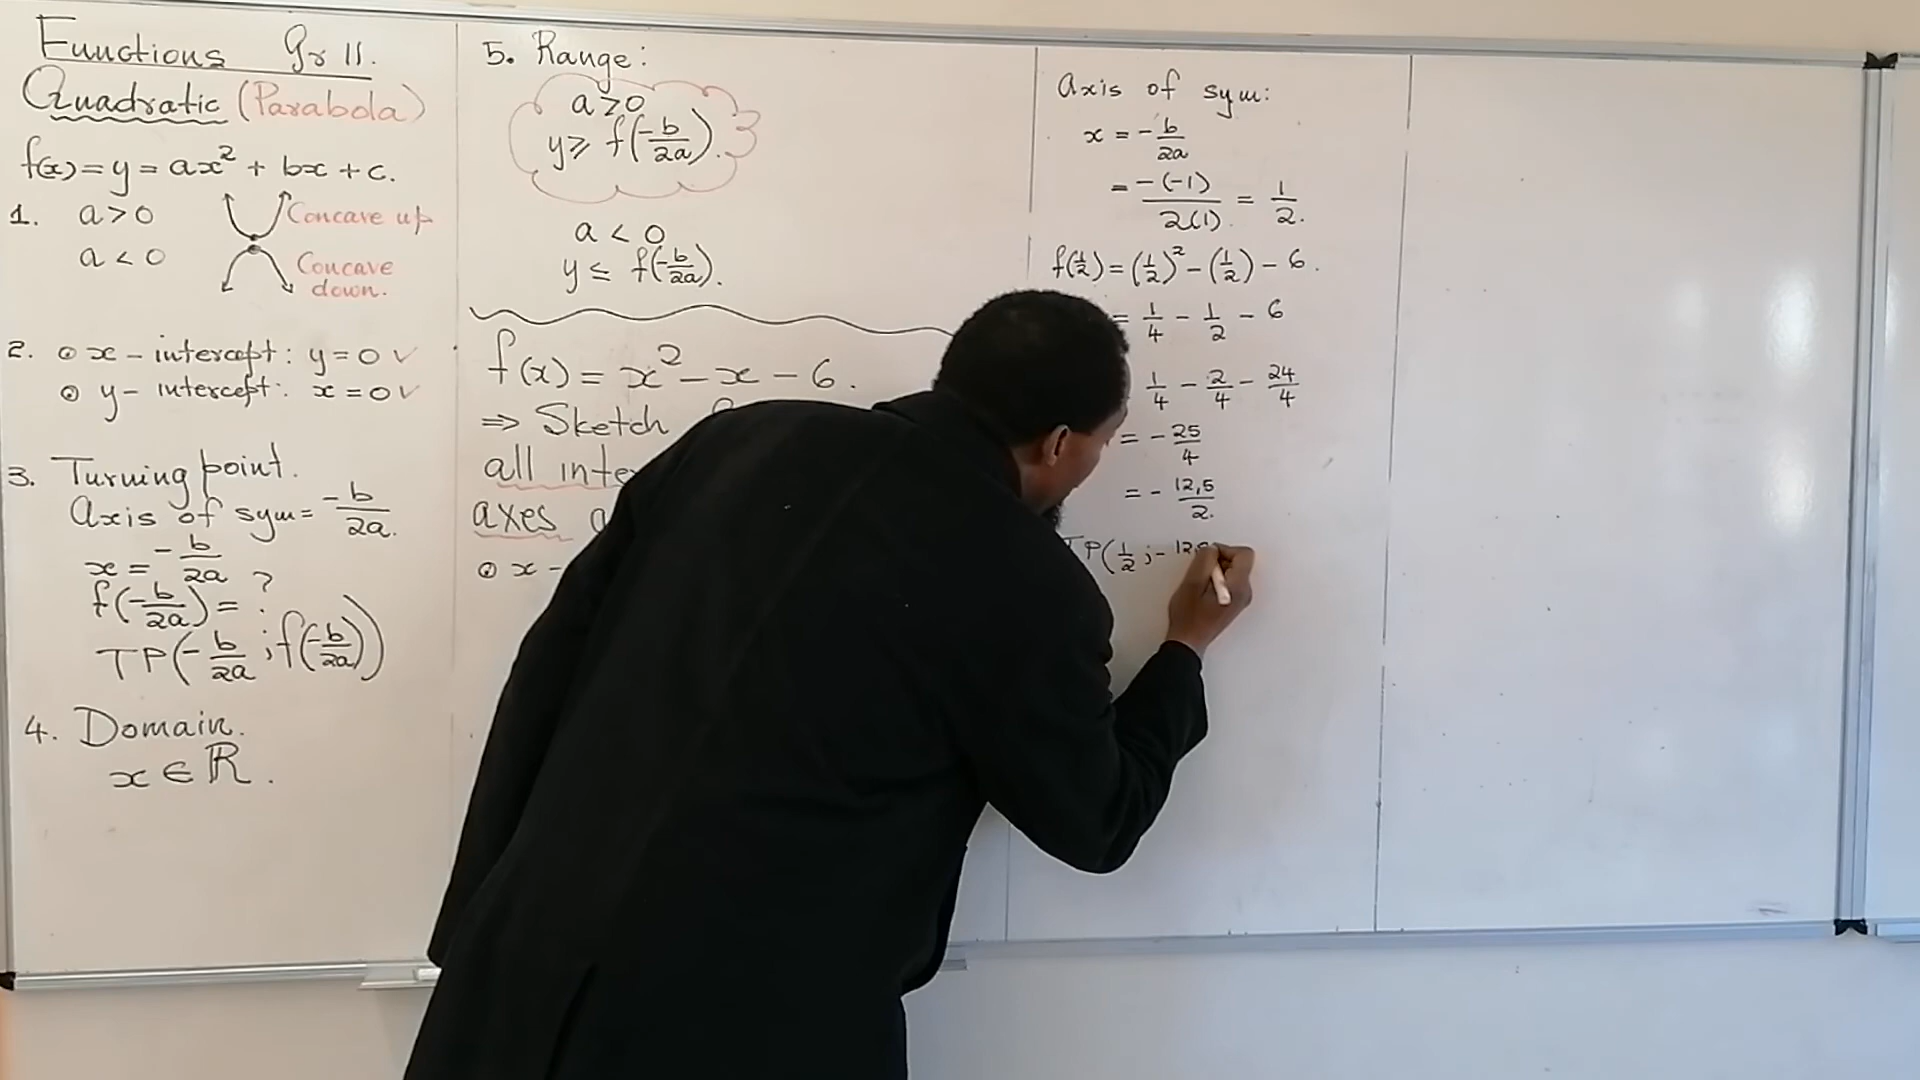 Functions Gr 11.
Quadratic (Parabola)
f(x) = y = ax² + bx + c.
1. a > 0 Concave up
a < 0 Concave down.
2. ⊙ x - intercept : y = 0 ✓
⊙ y - intercept : x = 0 ✓
3. Turning point.
Axis of sym = -b/2a.
x = -b/2a
f(-b/2a) = ?
TP(-b/2a ; f(-b/2a))
4. Domain.
x ∈ ℝ.
5. Range:
a > 0
y ≥ f(-b/2a).
a < 0
y ≤ f(-b/2a).
f(x) = x² - x - 6.
⇒ Sketch
all inte
axes
⊙ x -
Axis of sym:
x = -b/2a
= -(-1)/2(1) = 1/2.
f(1/2) = (1/2)² - (1/2) - 6.
= 1/4 - 1/2 - 6
1/4 - 2/4 - 24/4
= - 25/4
= - 12,5/2.
TP(1/2 ; - 12,